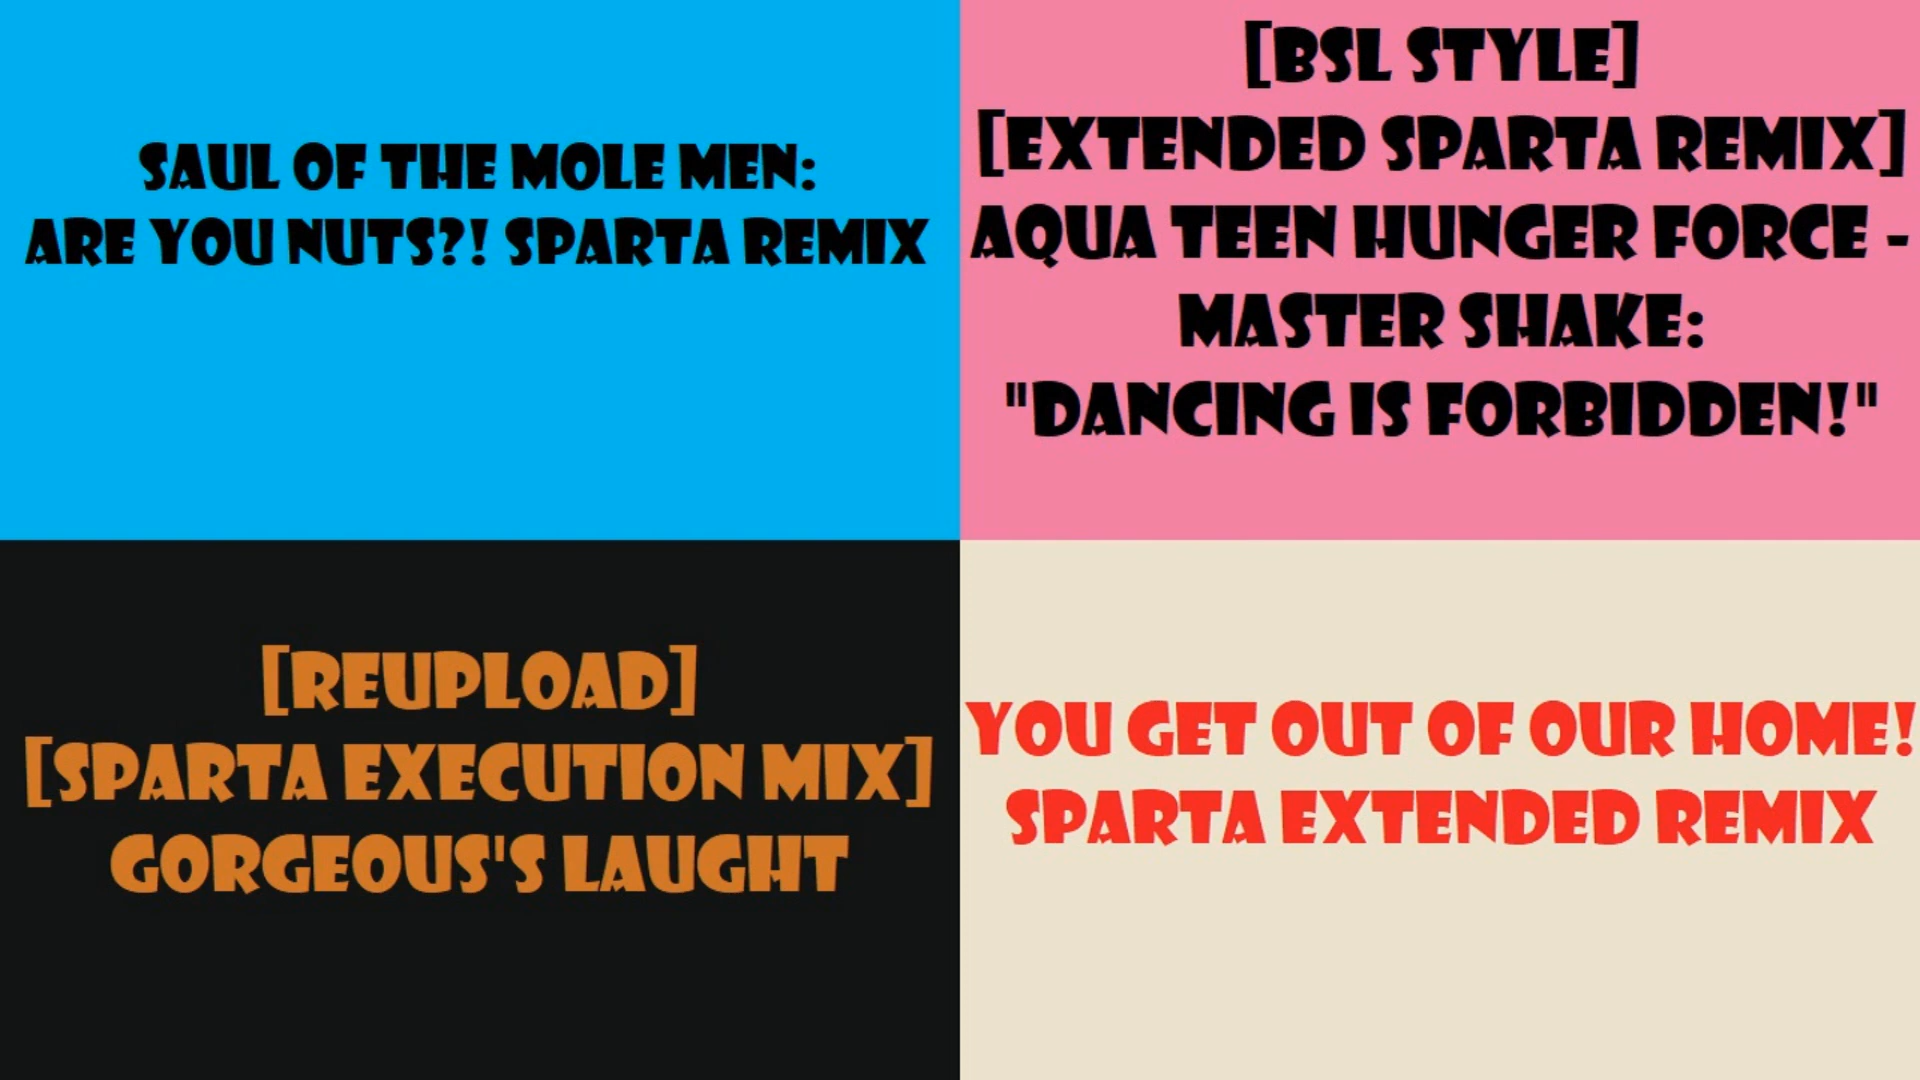 SAUL OF THE MOLE MEN:
ARE YOU NUTS?! SPARTA REMIX
[BSL STYLE]
[EXTENDED SPARTA REMIX]
AQUA TEEN HUNGER FORCE -
MASTER SHAKE:
"DANCING IS FORBIDDEN!"
[REUPLOAD]
[SPARTA EXECUTION MIX]
GORGEOUS'S LAUGHT
YOU GET OUT OF OUR HOME!
SPARTA EXTENDED REMIX